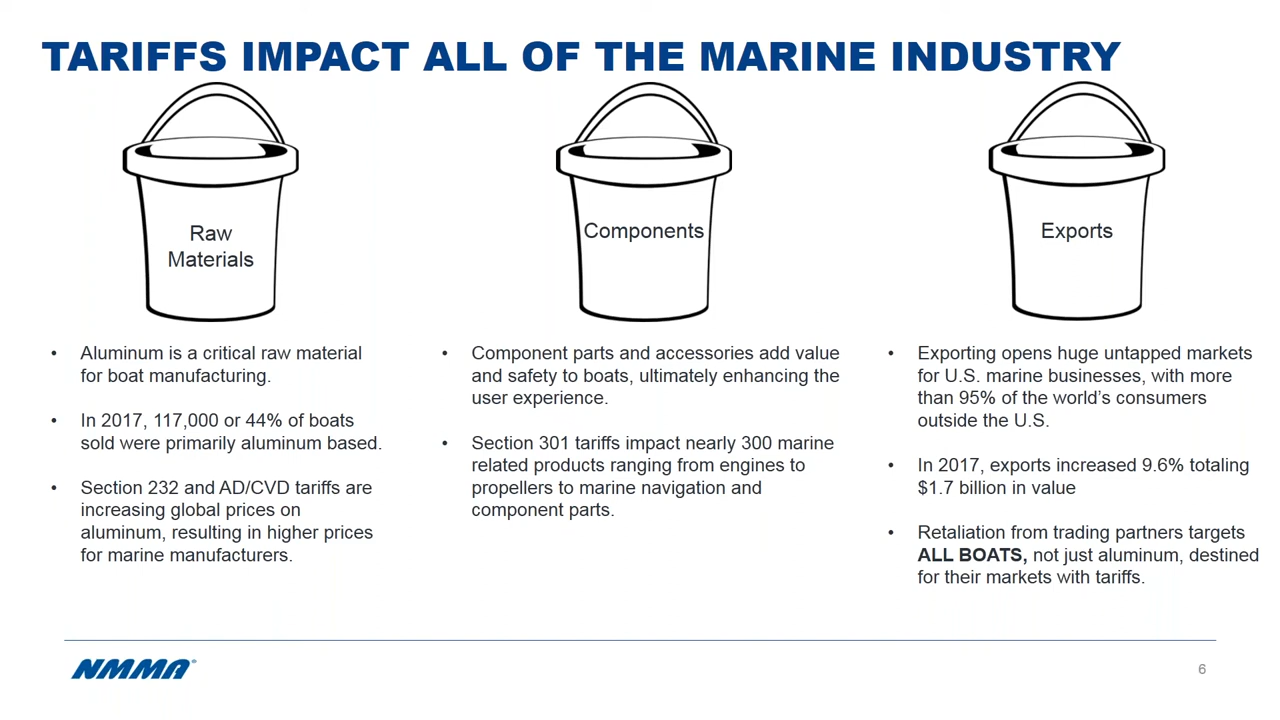 TARIFFS IMPACT ALL OF THE MARINE INDUSTRY
Raw
Materials
• Aluminum is a critical raw material
for boat manufacturing.
• In 2017, 117,000 or 44% of boats
sold were primarily aluminum based.
• Section 232 and AD/CVD tariffs are
increasing global prices on
aluminum, resulting in higher prices
for marine manufacturers.
Components
• Component parts and accessories add value
and safety to boats, ultimately enhancing the
user experience.
• Section 301 tariffs impact nearly 300 marine
related products ranging from engines to
propellers to marine navigation and
component parts.
Exports
• Exporting opens huge untapped markets
for U.S. marine businesses, with more
than 95% of the world’s consumers
outside the U.S.
• In 2017, exports increased 9.6% totaling
$1.7 billion in value
• Retaliation from trading partners targets
ALL BOATS, not just aluminum, destined
for their markets with tariffs.
NMMA®
6